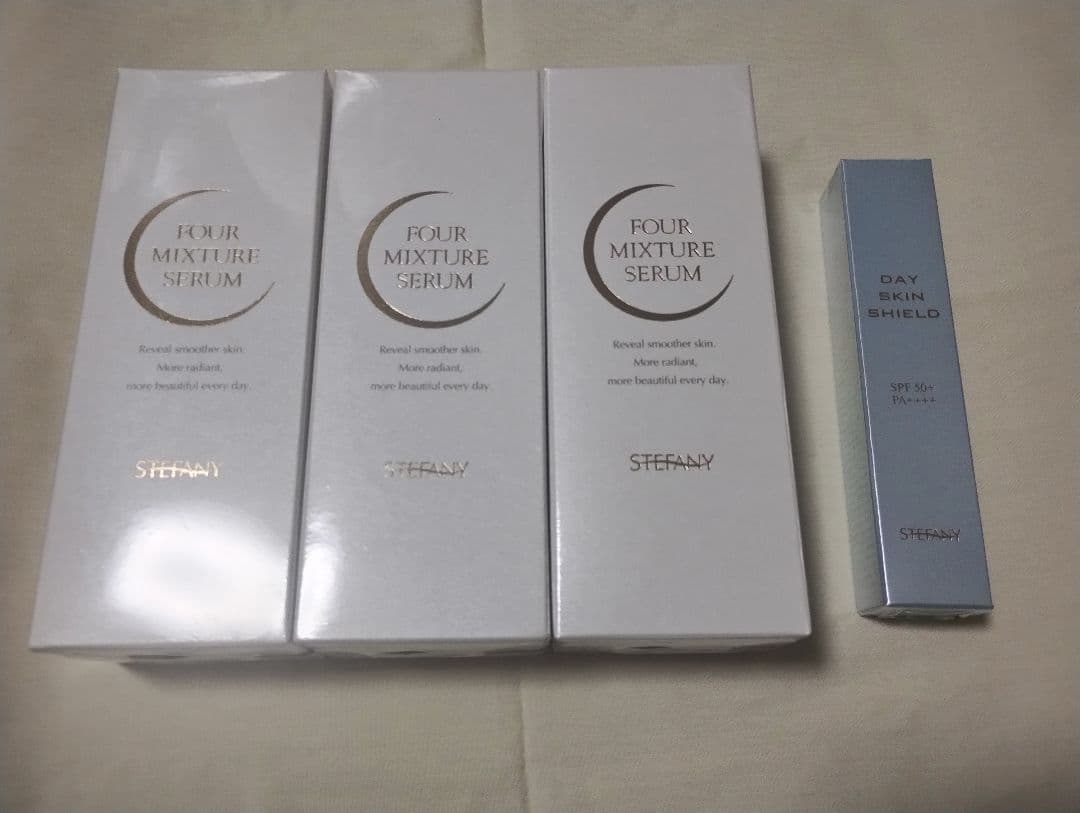 FOUR
MIXTURE
SERUM
Reveal smoother skin.
More radiant,
more beautiful every day.
STEFANY
FOUR
MIXTURE
SERUM
Reveal smoother skin.
More radiant,
more beautiful every day.
STEFANY
FOUR
MIXTURE
SERUM
Reveal smoother skin.
More radiant,
more beautiful every day.
STEFANY
DAY
SKIN
SHIELD
SPF 50+
PA++++
STEFANY